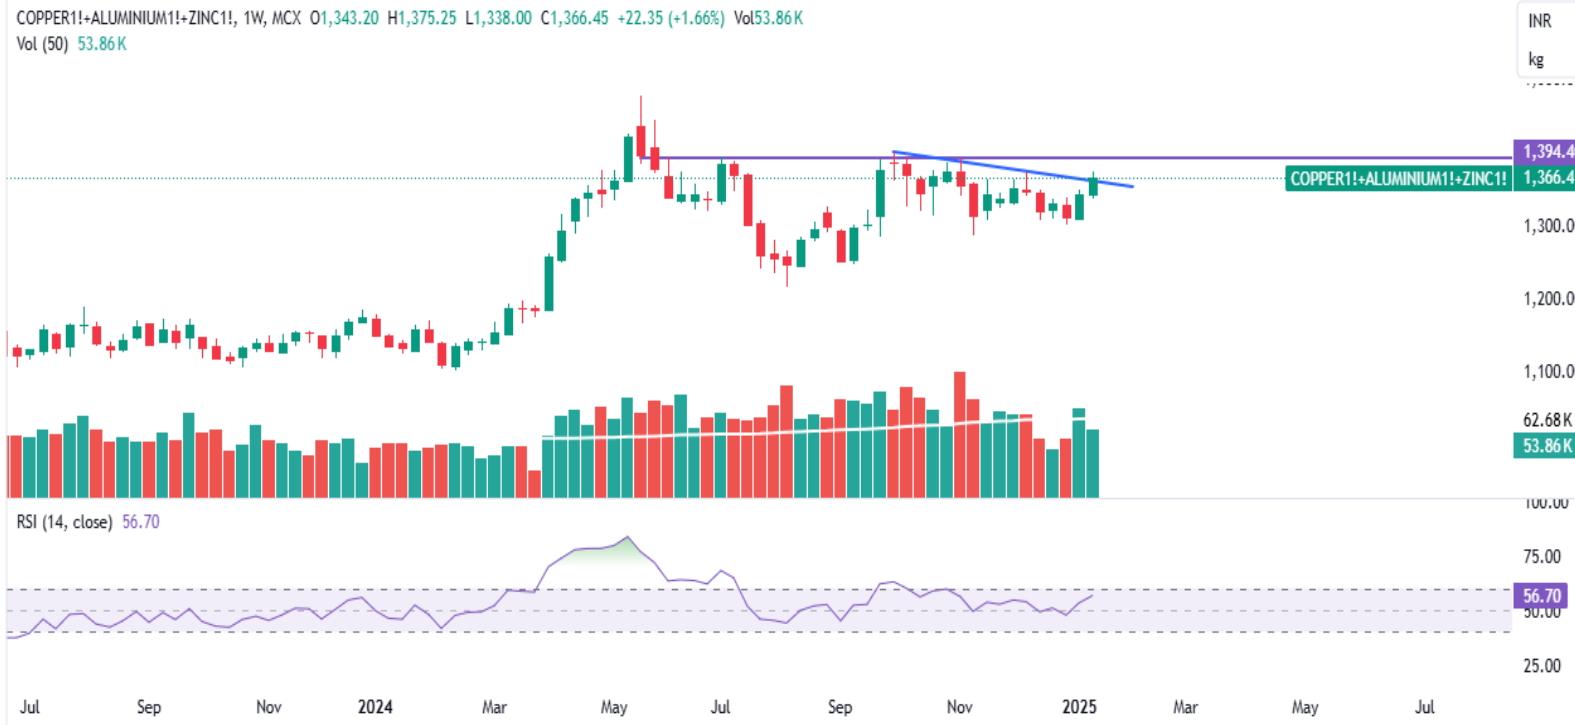 COPPER1!+ALUMINIUM1!+ZINC1!, 1W, MCX O1,343.20 H1,375.25 L1,338.00 C1,366.45 +22.35 (+1.66%) Vol53.86K
Vol (50) 53.86K
INR
kg
1,394.4
COPPER1!+ALUMINIUM1!+ZINC1! 1,366.4
1,300.0
1,200.0
1,100.0
62.68K
53.86K
100.00
RSI (14, close) 56.70
75.00
56.70
50.00
25.00
Jul Sep Nov 2024 Mar May Jul Sep Nov 2025 Mar May Jul